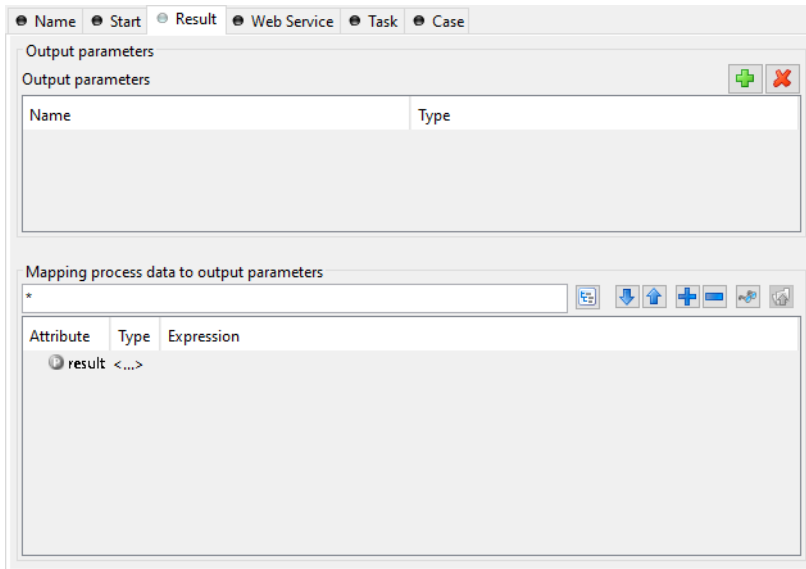 Name Start Result Web Service Task Case
Output parameters
Output parameters
Name Type
Mapping process data to output parameters
*
Attribute Type Expression
result <...>